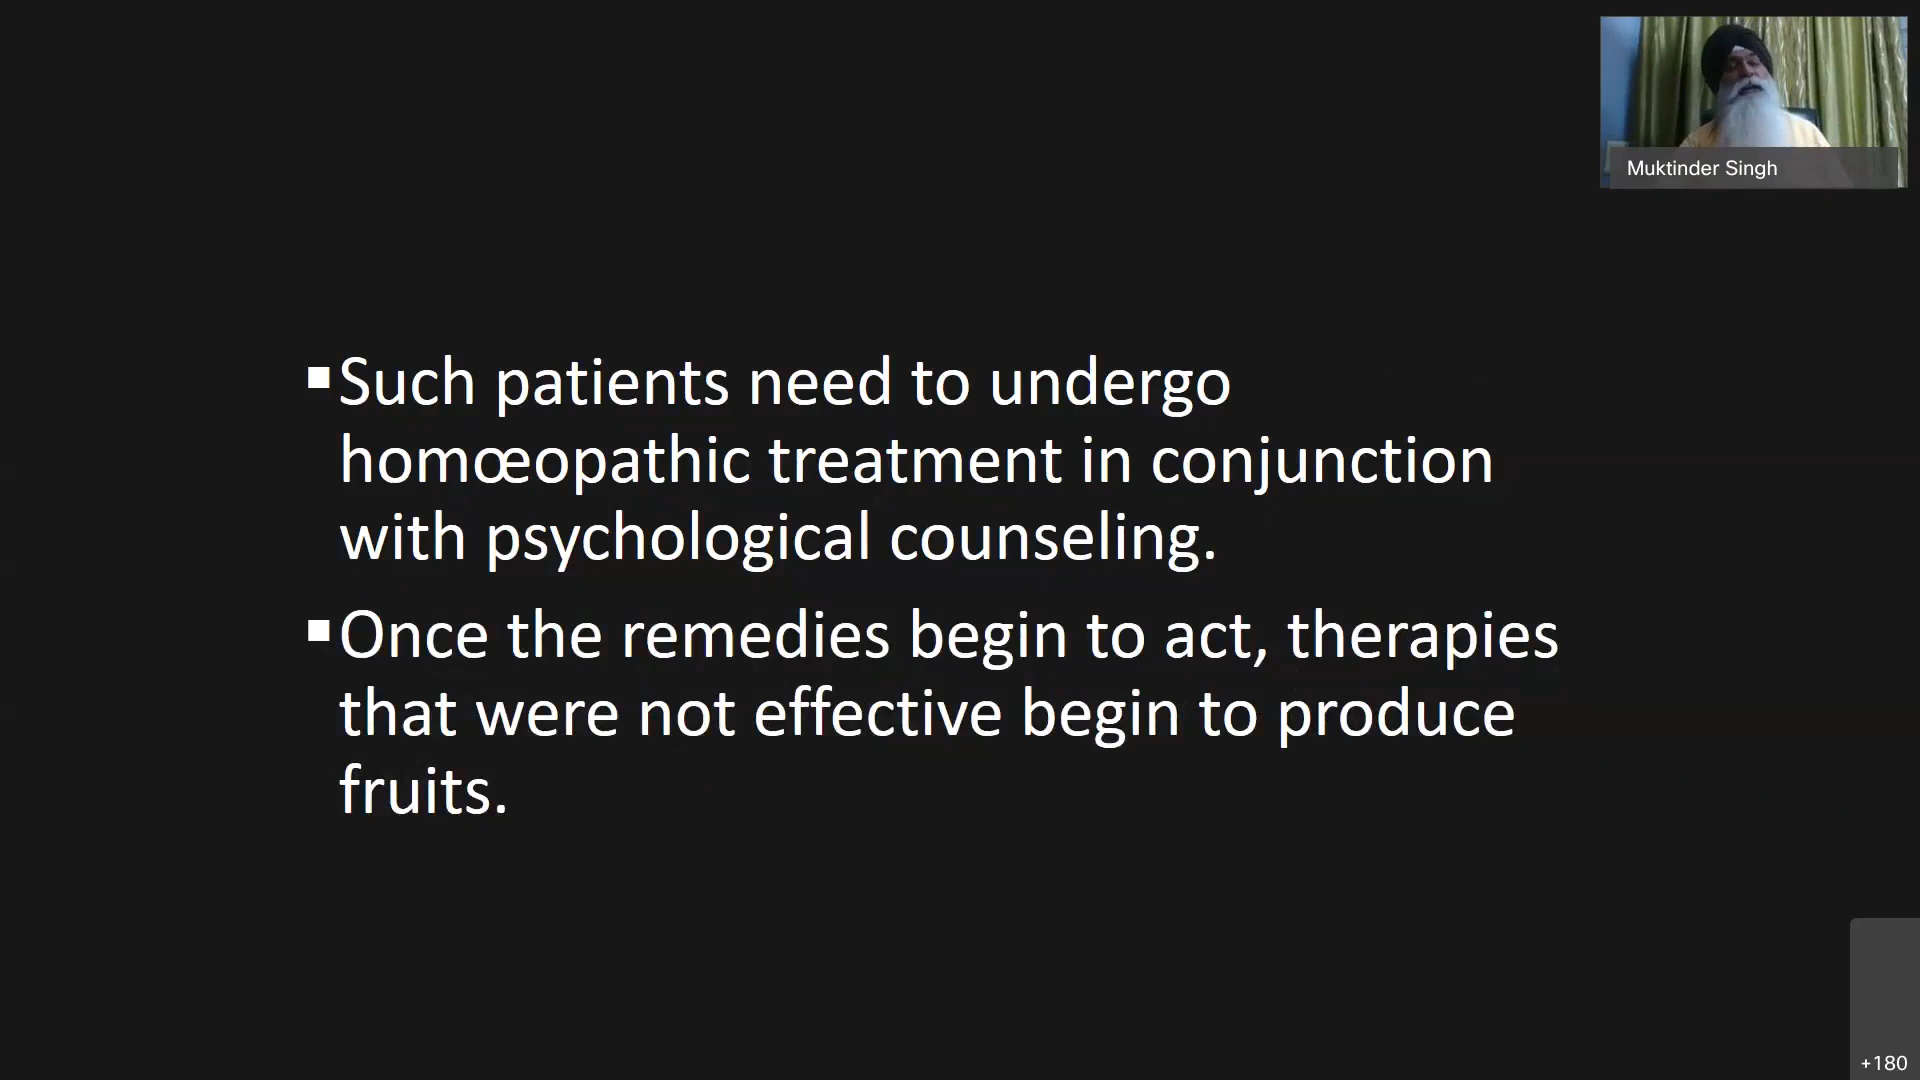 Muktinder Singh
▪Such patients need to undergo
homœopathic treatment in conjunction
with psychological counseling.
▪Once the remedies begin to act, therapies
that were not effective begin to produce
fruits.
+180